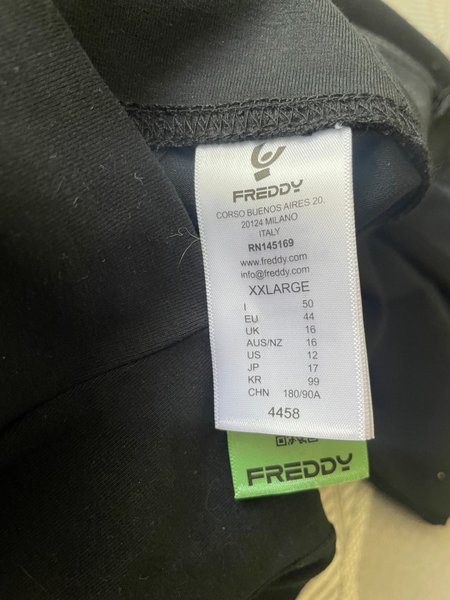 FREDDY
CORSO BUENOS AIRES 20.
20124 MILANO
ITALY
RN145169
www.freddy.com
info@freddy.com
XXLARGE
I 50
EU 44
UK 16
AUS/NZ 16
US 12
JP 17
KR 99
CHN 180/90A
4458
FREDDY